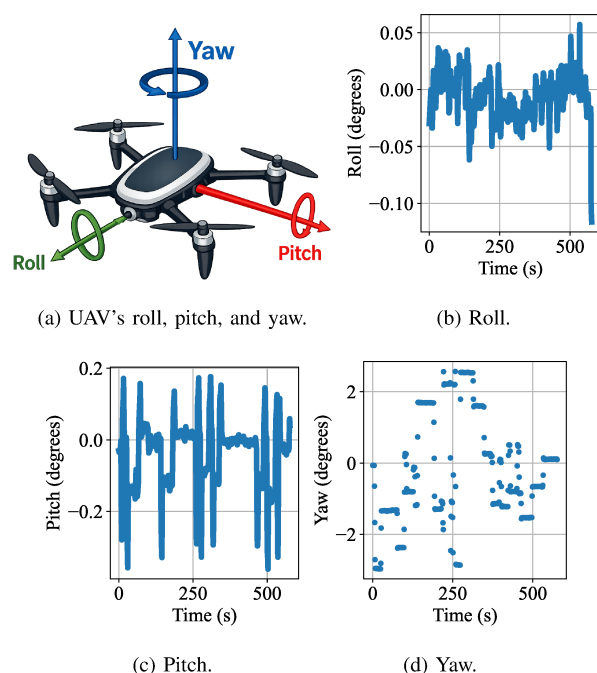 Yaw
Roll
Pitch
(a) UAV's roll, pitch, and yaw.
0.05
0.00
−0.05
−0.10
Roll (degrees)
0
500
Time (s)
(b) Roll.
0.2
0.0
−0.2
Pitch (degrees)
0
250
500
Time (s)
(c) Pitch.
2
0
−2
Yaw (degrees)
0
250
500
Time (s)
(d) Yaw.